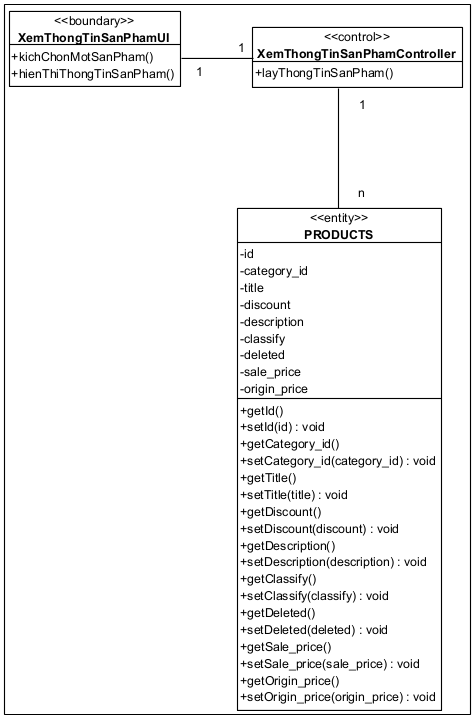 <<boundary>>
XemThongTinSanPhamUI
+kichChonMotSanPham()
+hienThiThongTinSanPham()
1
1
<<control>>
XemThongTinSanPhamController
+layThongTinSanPham()
1
n
<<entity>>
PRODUCTS
-id
-category_id
-title
-discount
-description
-classify
-deleted
-sale_price
-origin_price
+getId()
+setId(id) : void
+getCategory_id()
+setCategory_id(category_id) : void
+getTitle()
+setTitle(title) : void
+getDiscount()
+setDiscount(discount) : void
+getDescription()
+setDescription(description) : void
+getClassify()
+setClassify(classify) : void
+getDeleted()
+setDeleted(deleted) : void
+getSale_price()
+setSale_price(sale_price) : void
+getOrigin_price()
+setOrigin_price(origin_price) : void